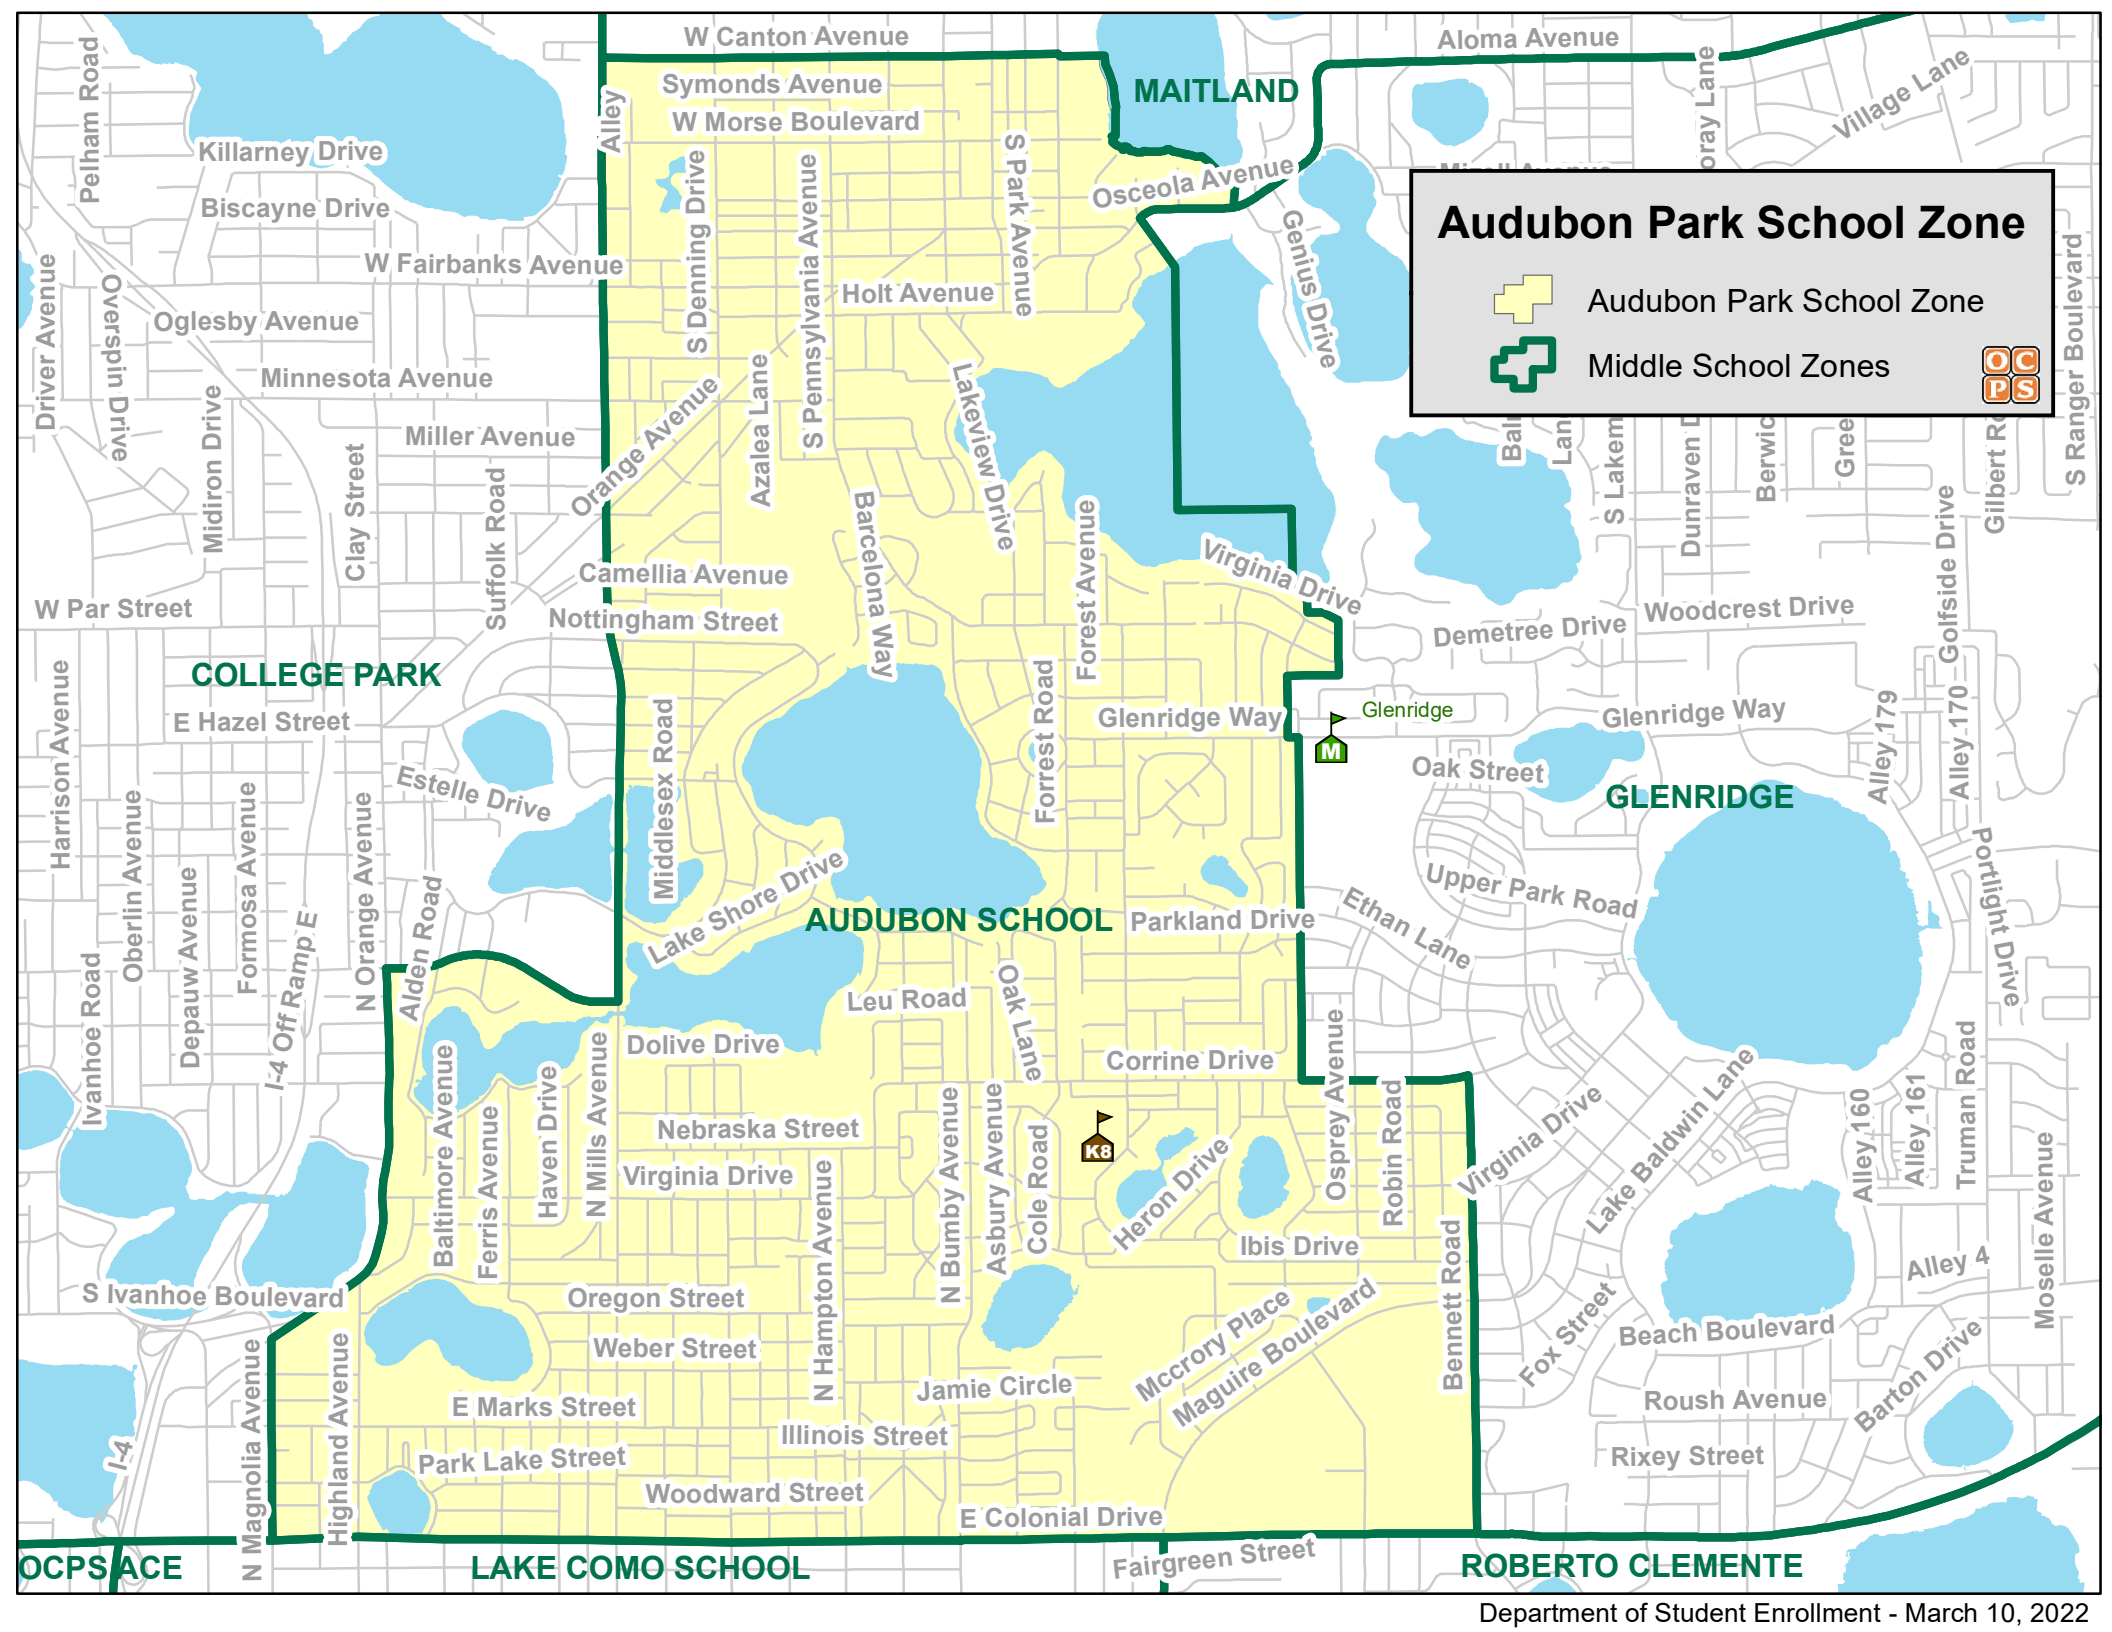 W Canton Avenue
Aloma Avenue
Pelham Road
Symonds Avenue
MAITLAND
Village Lane
oray Lane
Alley
W Morse Boulevard
Killarney Drive
S Park Avenue
Osceola Avenue
Biscayne Drive
S Denning Drive
S Pennsylvania Avenue
Genius Drive
Audubon Park School Zone
Audubon Park School Zone
Middle School Zones
OC
PS
W Fairbanks Avenue
Holt Avenue
Driver Avenue
Overspin Drive
Oglesby Avenue
Minnesota Avenue
Midiron Drive
Miller Avenue
Orange Avenue
Azalea Lane
Lakeview Drive
S Ranger Boulevard
S Lakem
Dunraven D
Berwic
Gree
Gilbert Ro
Clay Street
Suffolk Road
Barcelona Way
Forest Avenue
Virginia Drive
Golfside Drive
Camellia Avenue
W Par Street
Nottingham Street
Demetree Drive
Woodcrest Drive
COLLEGE PARK
Harrison Avenue
E Hazel Street
Middlesex Road
Forrest Road
Glenridge Way
Glenridge
M
Glenridge Way
Alley 179
Alley 170
Estelle Drive
Oak Street
GLENRIDGE
Oberlin Avenue
Depauw Avenue
Formosa Avenue
N Orange Avenue
Alden Road
Lake Shore Drive
AUDUBON SCHOOL
Parkland Drive
Ethan Lane
Upper Park Road
Portlight Drive
Ivanhoe Road
I-4 Off Ramp E
Leu Road
Oak Lane
Dolive Drive
Corrine Drive
Osprey Avenue
Robin Road
Baltimore Avenue
Ferris Avenue
Haven Drive
N Mills Avenue
Nebraska Street
Virginia Drive
N Bumby Avenue
Asbury Avenue
Cole Road
K8
Heron Drive
Ibis Drive
Virginia Drive
Lake Baldwin Lane
Alley 160
Alley 161
Truman Road
Moselle Avenue
Alley 4
S Ivanhoe Boulevard
Oregon Street
N Hampton Avenue
Mccrory Place
Maguire Boulevard
Bennett Road
Fox Street
Beach Boulevard
Barton Drive
Weber Street
Jamie Circle
Roush Avenue
N Magnolia Avenue
Highland Avenue
E Marks Street
Illinois Street
I-4
Park Lake Street
Rixey Street
Woodward Street
E Colonial Drive
OCPS ACE
LAKE COMO SCHOOL
Fairgreen Street
ROBERTO CLEMENTE
Department of Student Enrollment - March 10, 2022